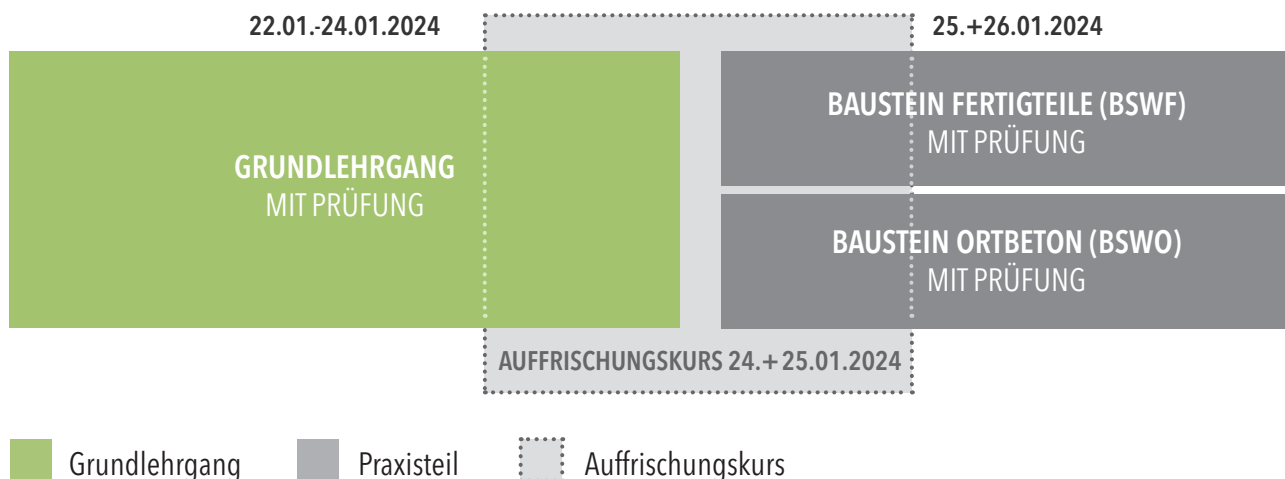 22.01.-24.01.2024
25.+26.01.2024
GRUNDLEHRGANG
MIT PRÜFUNG
BAUSTEIN FERTIGTEILE (BSWF)
MIT PRÜFUNG
BAUSTEIN ORTBETON (BSWO)
MIT PRÜFUNG
AUFFRISCHUNGSKURS 24.+25.01.2024
Grundlehrgang
Praxisteil
Auffrischungskurs